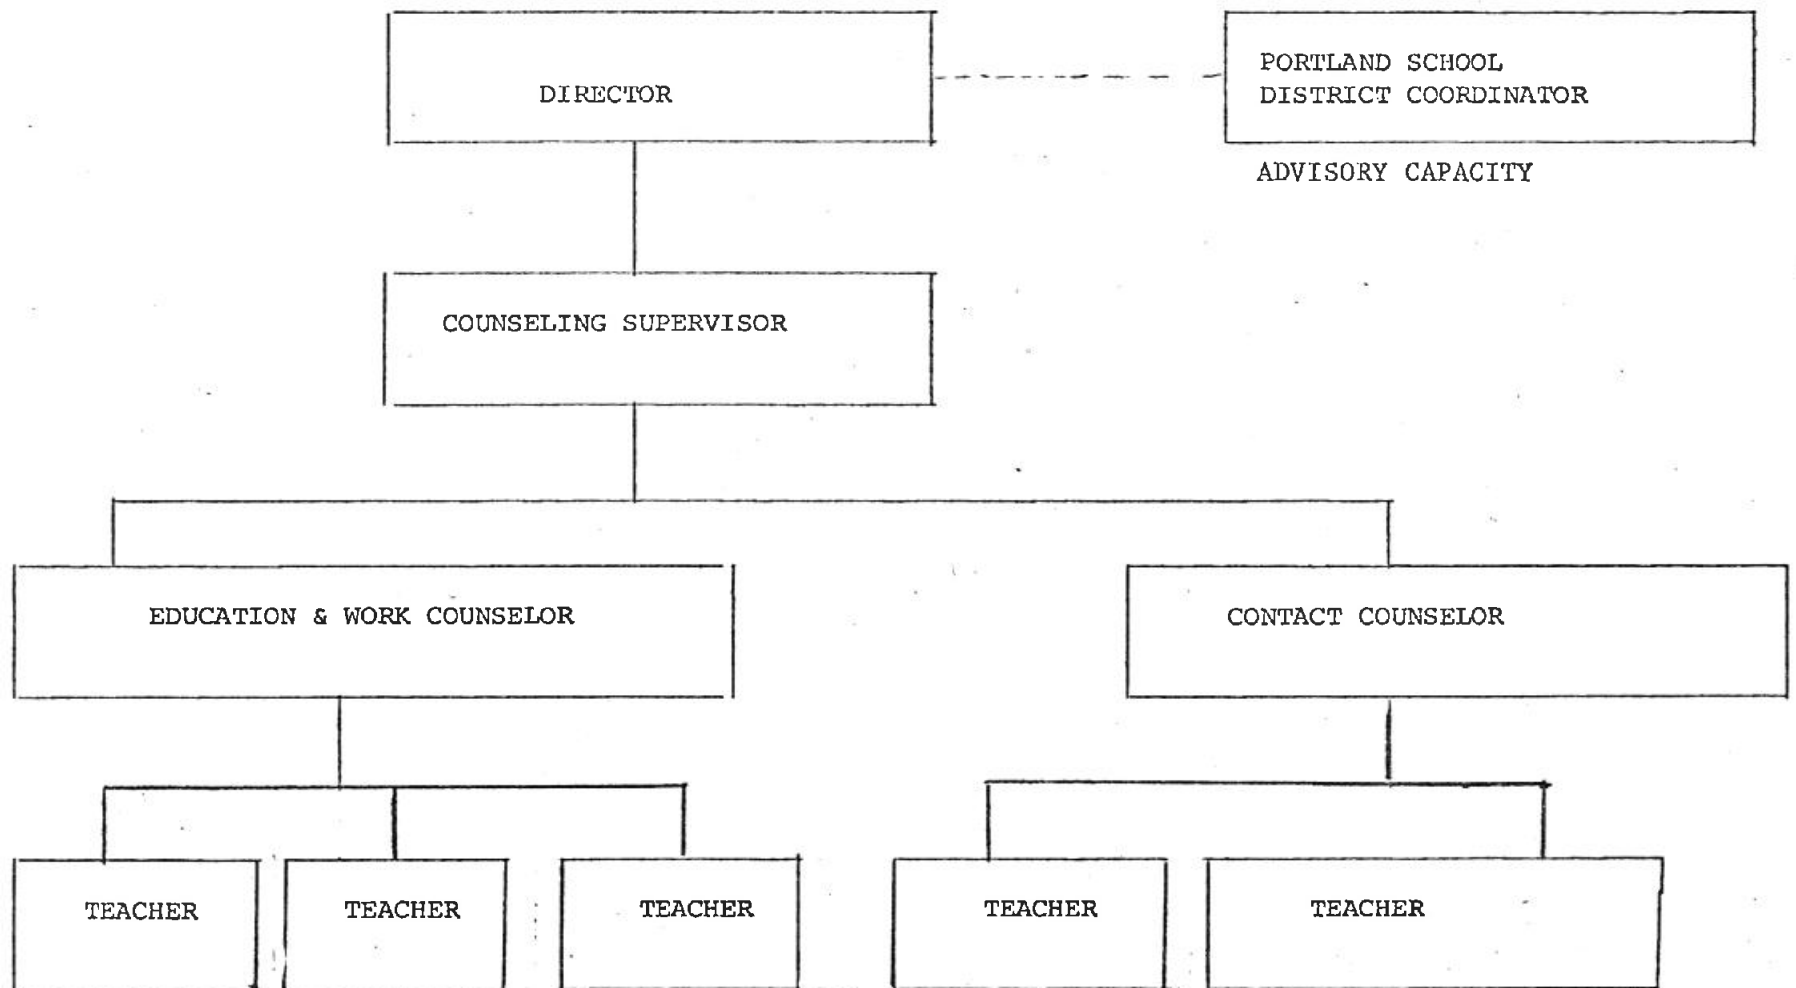 DIRECTOR
PORTLAND SCHOOL
DISTRICT COORDINATOR
ADVISORY CAPACITY
COUNSELING SUPERVISOR
EDUCATION & WORK COUNSELOR
CONTACT COUNSELOR
TEACHER
TEACHER
TEACHER
TEACHER
TEACHER